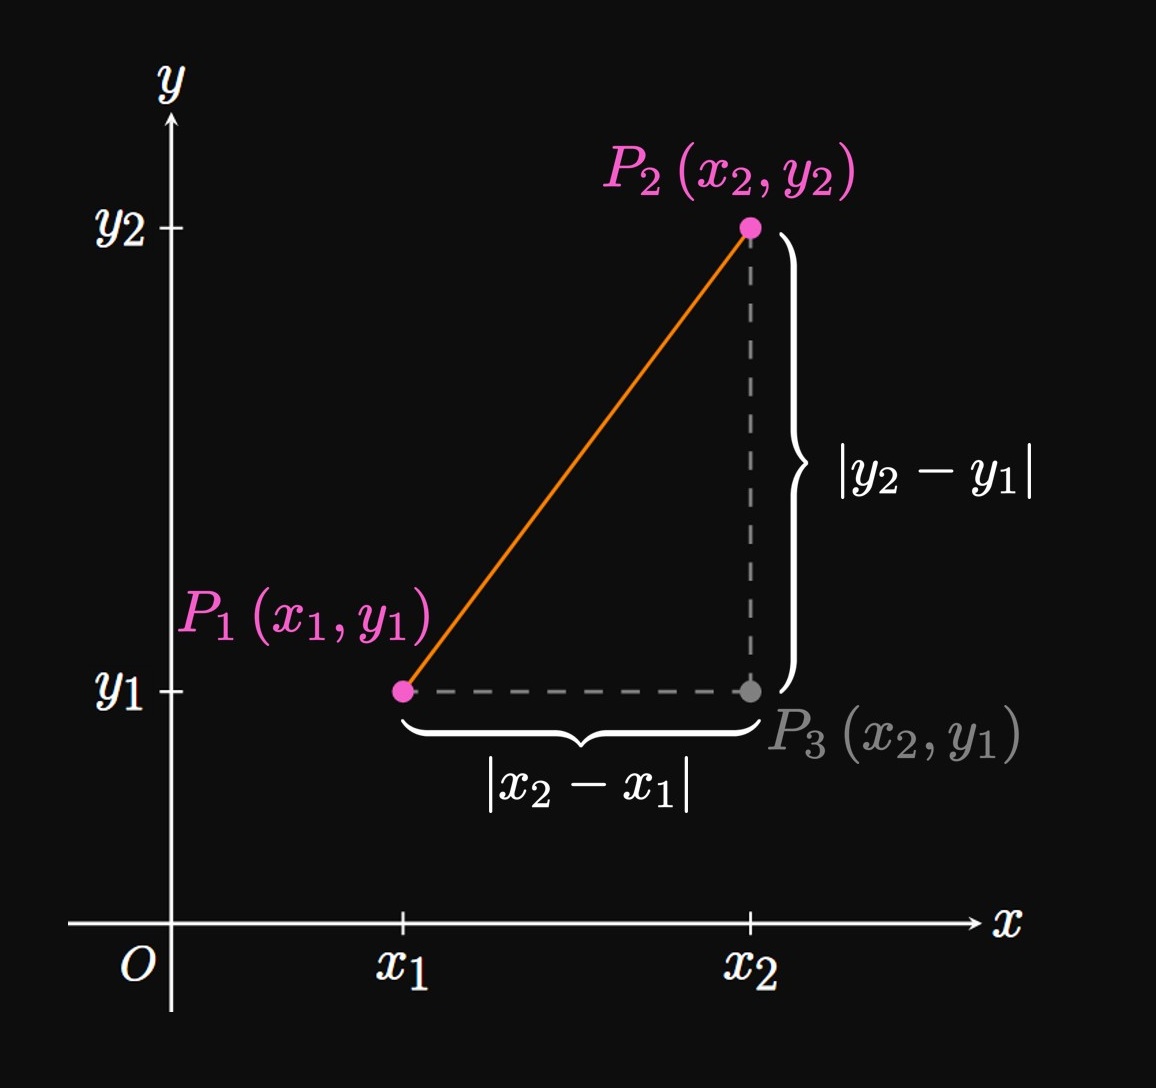 y
P₂ (x₂, y₂)
y₂
|y₂ − y₁|
P₁ (x₁, y₁)
y₁
P₃ (x₂, y₁)
|x₂ − x₁|
x
O
x₁
x₂